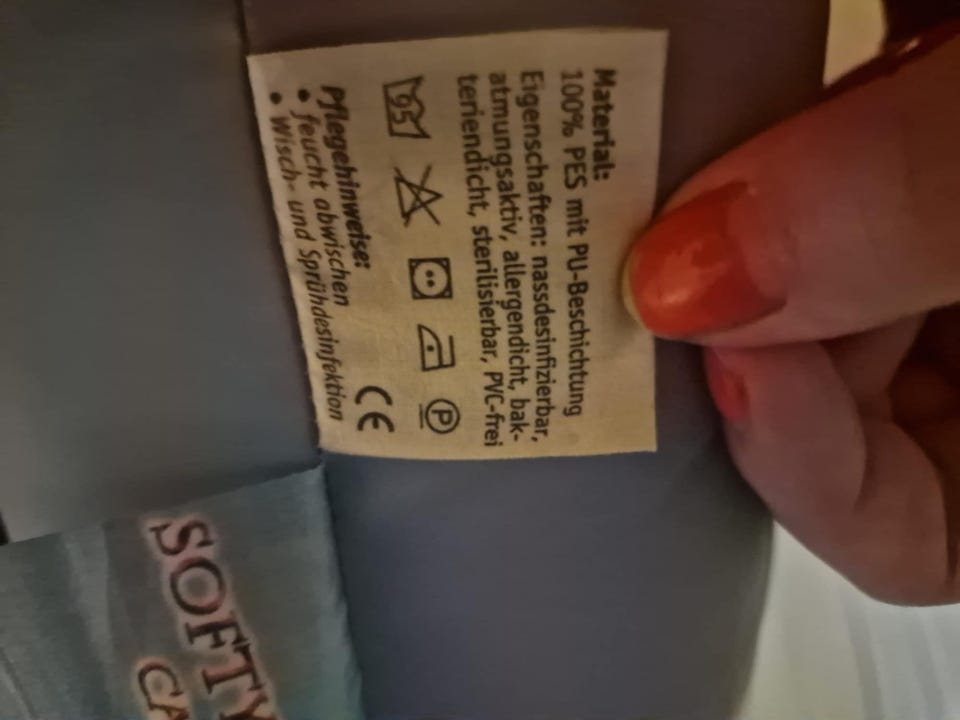 Material:
100% PES mit PU-Beschichtung
Eigenschaften: nassdesinfizierbar,
atmungsaktiv, allergendicht, bak-
teriendicht, sterilisierbar, PVC-frei
95
P
CE
Pflegehinweise:
• feucht abwischen
• Wisch- und Sprühdesinfektion
SOFTY